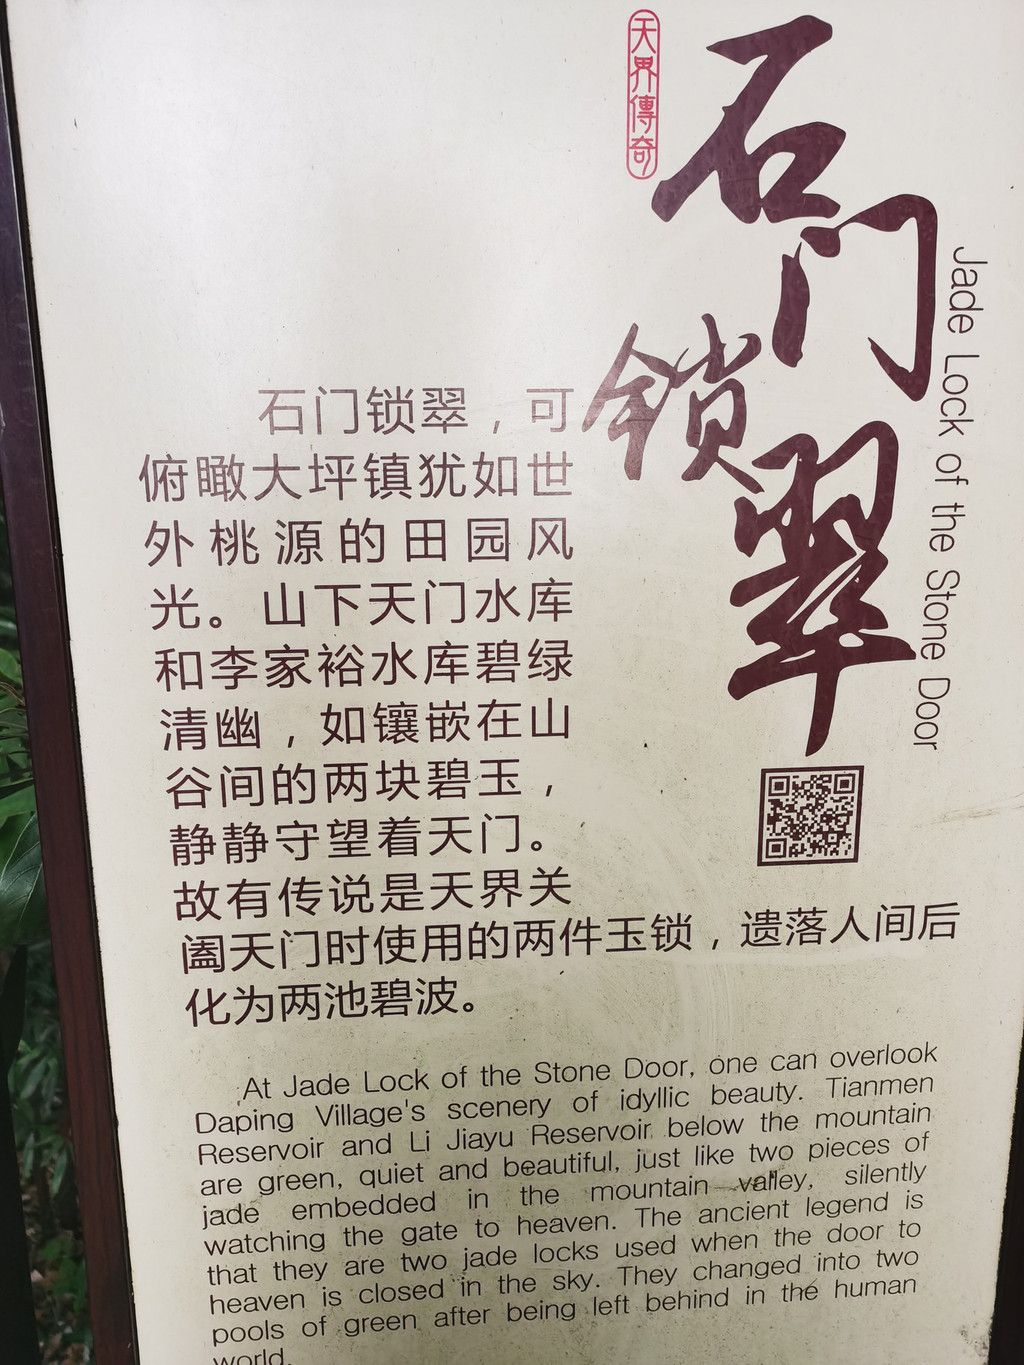 天界傳奇
石门锁翠
Jade Lock of the Stone Door
石门锁翠，可
俯瞰大坪镇犹如世
外桃源的田园风
光。山下天门水库
和李家裕水库碧绿
清幽，如镶嵌在山
谷间的两块碧玉，
静静守望着天门。
故有传说是天界关
阖天门时使用的两件玉锁，遗落人间后
化为两池碧波。
At Jade Lock of the Stone Door, one can overlook
Daping Village's scenery of idyllic beauty. Tianmen
Reservoir and Li Jiayu Reservoir below the mountain
are green, quiet and beautiful, just like two pieces of
jade embedded in the mountain valley, silently
watching the gate to heaven. The ancient legend is
that they are two jade locks used when the door to
heaven is closed in the sky. They changed into two
pools of green after being left behind in the human
world.